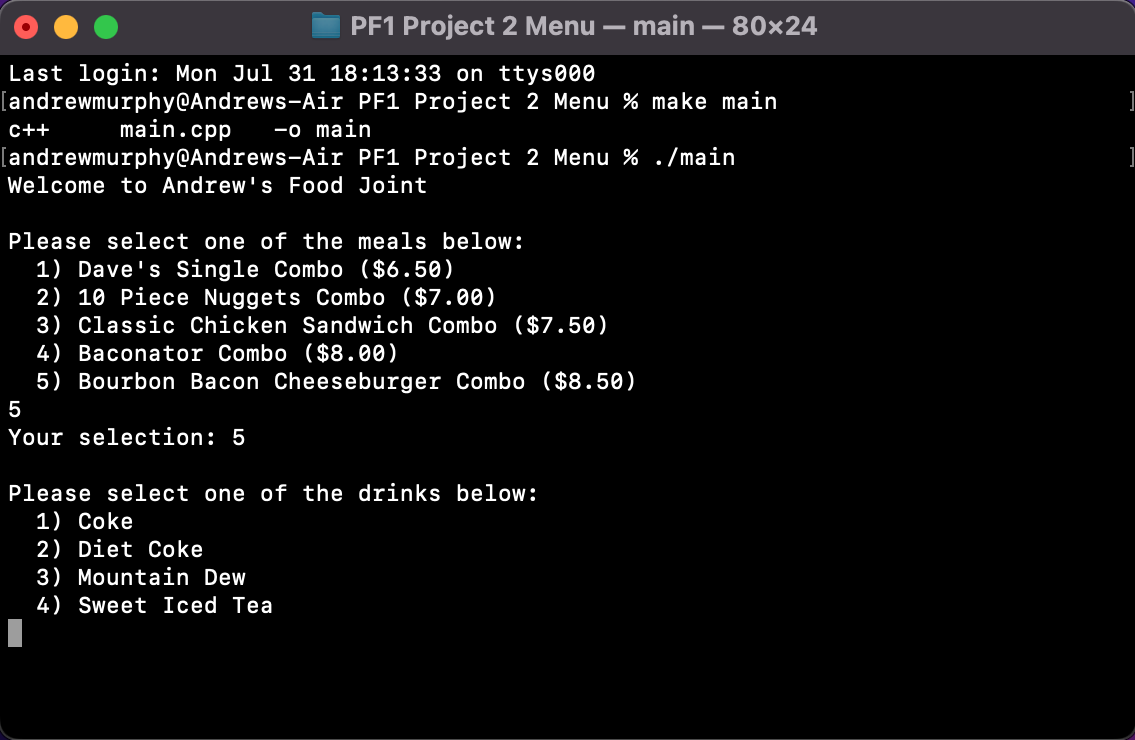 PF1 Project 2 Menu — main — 80×24
Last login: Mon Jul 31 18:13:33 on ttys000
[andrewmurphy@Andrews-Air PF1 Project 2 Menu % make main ]
c++     main.cpp   -o main
[andrewmurphy@Andrews-Air PF1 Project 2 Menu % ./main ]
Welcome to Andrew's Food Joint

Please select one of the meals below:
  1) Dave's Single Combo ($6.50)
  2) 10 Piece Nuggets Combo ($7.00)
  3) Classic Chicken Sandwich Combo ($7.50)
  4) Baconator Combo ($8.00)
  5) Bourbon Bacon Cheeseburger Combo ($8.50)
5
Your selection: 5

Please select one of the drinks below:
  1) Coke
  2) Diet Coke
  3) Mountain Dew
  4) Sweet Iced Tea